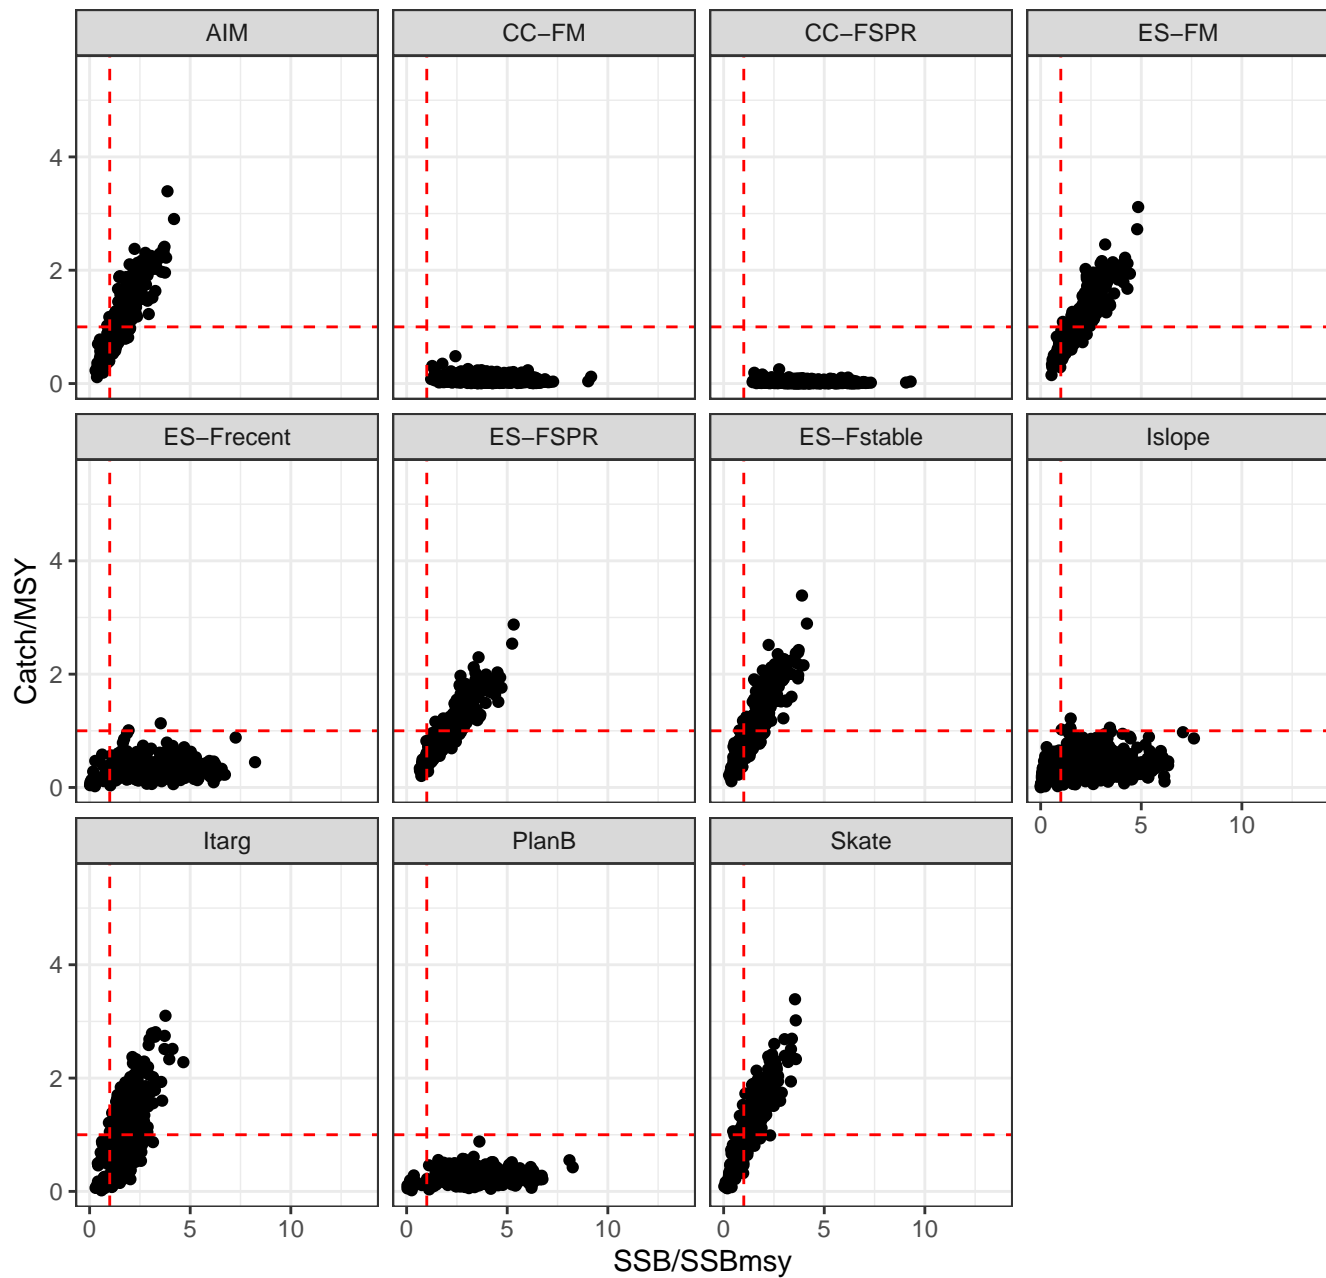 AIM
CC−FM
CC−FSPR
ES−FM
4
2
0
ES−Frecent
ES−FSPR
ES−Fstable
Islope
4
2
0
0 5 10
Itarg
PlanB
Skate
4
2
0
0 5 10
0 5 10
0 5 10
Catch/MSY
SSB/SSBmsy